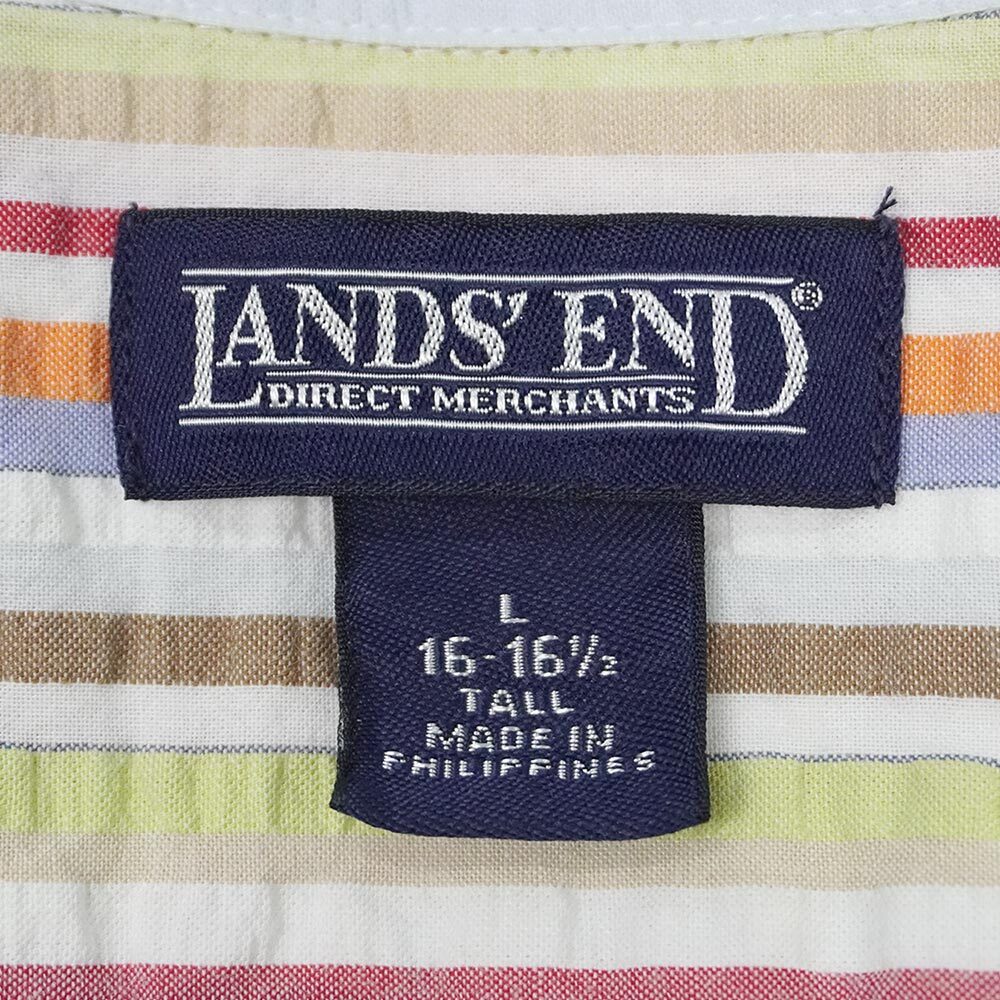 LANDS' END®
DIRECT MERCHANTS
L
16-16½
TALL
MADE IN
PHILIPPINES